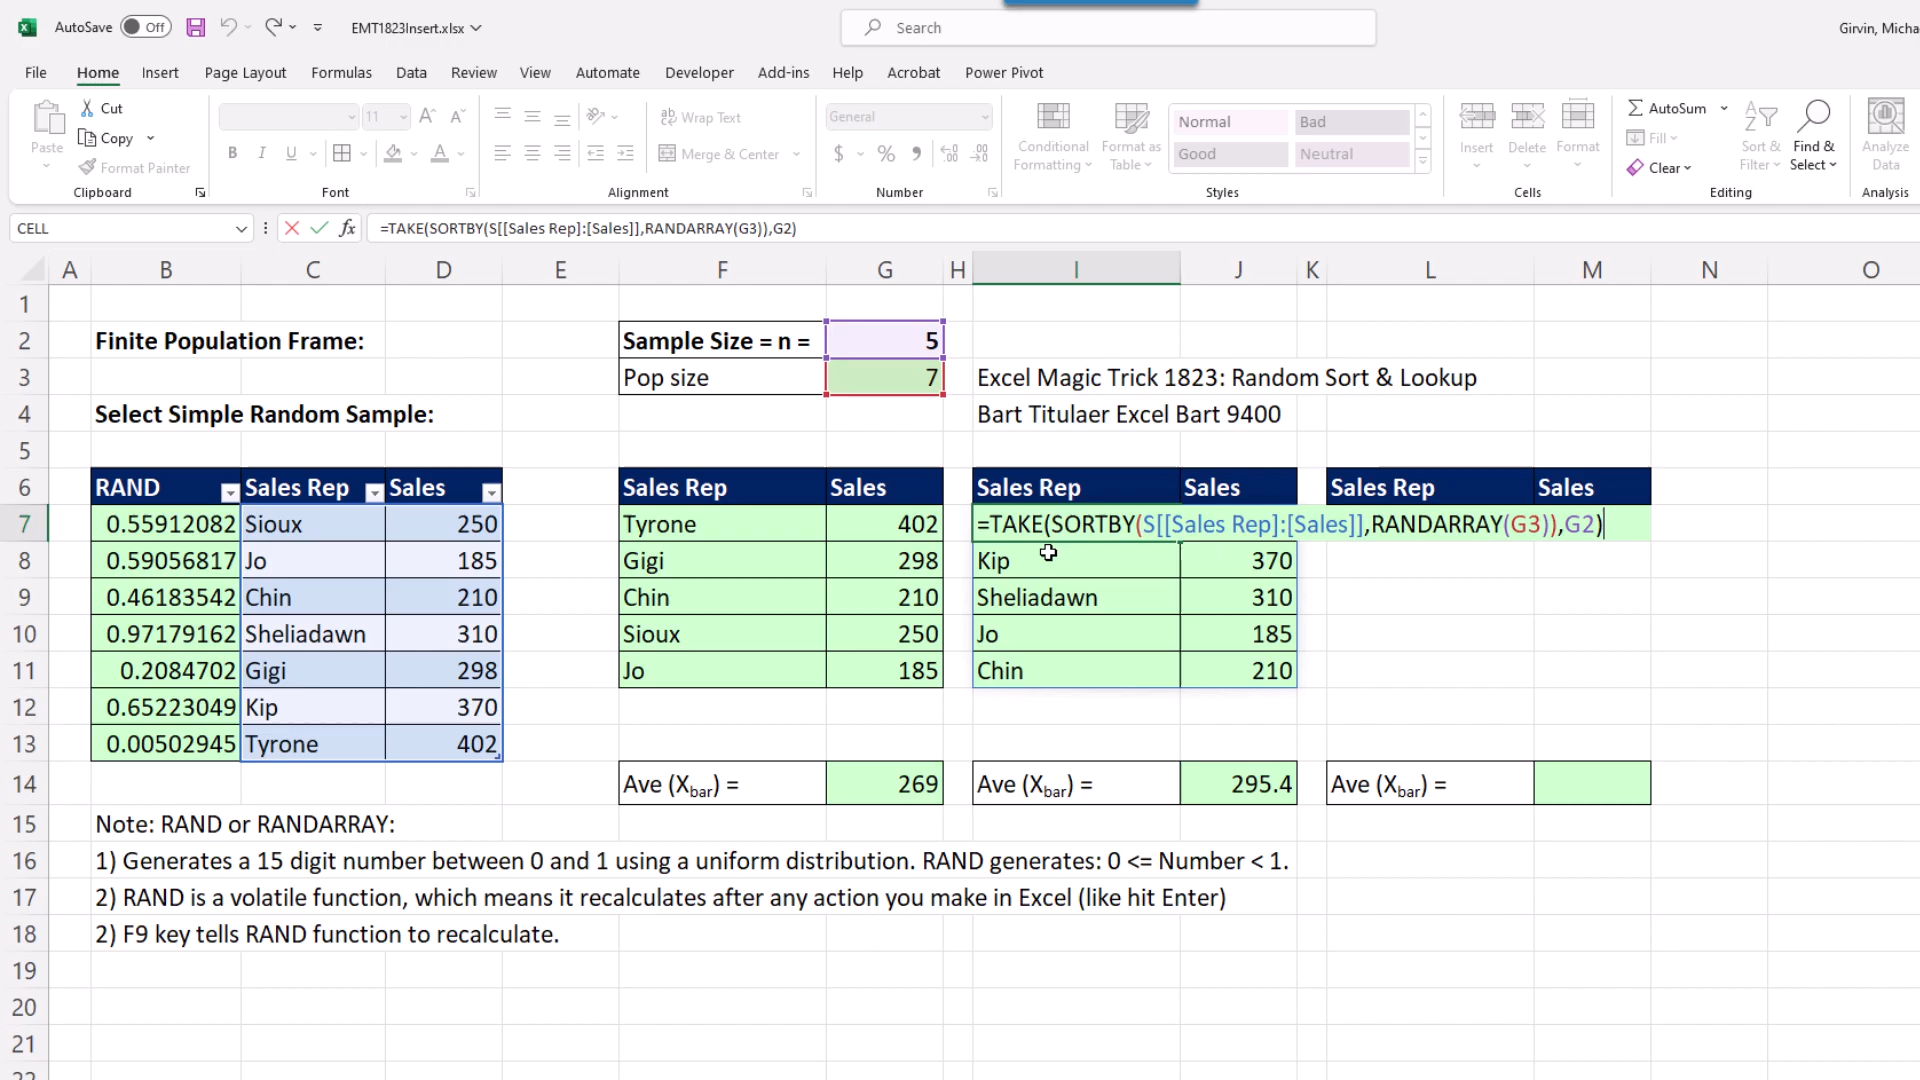 AutoSave Off EMT1823Insert.xlsx Search Girvin, Micha
File Home Insert Page Layout Formulas Data Review View Automate Developer Add-ins Help Acrobat Power Pivot
Paste Cut Copy Format Painter Clipboard
11 Font
Wrap Text Merge & Center Alignment
General $ % Number
Conditional Formatting Format as Table Normal Bad Good Neutral Styles
Insert Delete Format Cells
AutoSum Fill Clear Sort & Filter Find & Select Editing
Analyze Data Analysis
CELL fx =TAKE(SORTBY(S[[Sales Rep]:[Sales]],RANDARRAY(G3)),G2)
A B C D E F G H I J K L M N O
1
2 Finite Population Frame: Sample Size = n = 5
3 Pop size 7 Excel Magic Trick 1823: Random Sort & Lookup
4 Select Simple Random Sample: Bart Titulaer Excel Bart 9400
5
6 RAND Sales Rep Sales Sales Rep Sales Sales Rep Sales Sales Rep Sales
7 0.55912082 Sioux 250 Tyrone 402 =TAKE(SORTBY(S[[Sales Rep]:[Sales]],RANDARRAY(G3)),G2)
8 0.59056817 Jo 185 Gigi 298 Kip 370
9 0.46183542 Chin 210 Chin 210 Sheliadawn 310
10 0.97179162 Sheliadawn 310 Sioux 250 Jo 185
11 0.2084702 Gigi 298 Jo 185 Chin 210
12 0.65223049 Kip 370
13 0.00502945 Tyrone 402
14 Ave (Xbar) = 269 Ave (Xbar) = 295.4 Ave (Xbar) =
15 Note: RAND or RANDARRAY:
16 1) Generates a 15 digit number between 0 and 1 using a uniform distribution. RAND generates: 0 <= Number < 1.
17 2) RAND is a volatile function, which means it recalculates after any action you make in Excel (like hit Enter)
18 2) F9 key tells RAND function to recalculate.
19
20
21
22